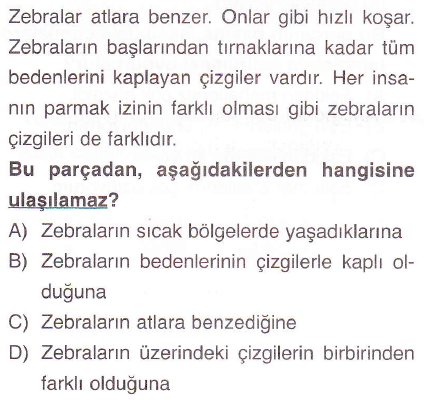 Zebralar atlara benzer. Onlar gibi hızlı koşar.
Zebraların başlarından tırnaklarına kadar tüm
bedenlerini kaplayan çizgiler vardır. Her insa-
nın parmak izinin farklı olması gibi zebraların
çizgileri de farklıdır.
Bu parçadan, aşağıdakilerden hangisine
ulaşılamaz?
A) Zebraların sıcak bölgelerde yaşadıklarına
B) Zebraların bedenlerinin çizgilerle kaplı ol-
duğuna
C) Zebraların atlara benzediğine
D) Zebraların üzerindeki çizgilerin birbirinden
farklı olduğuna